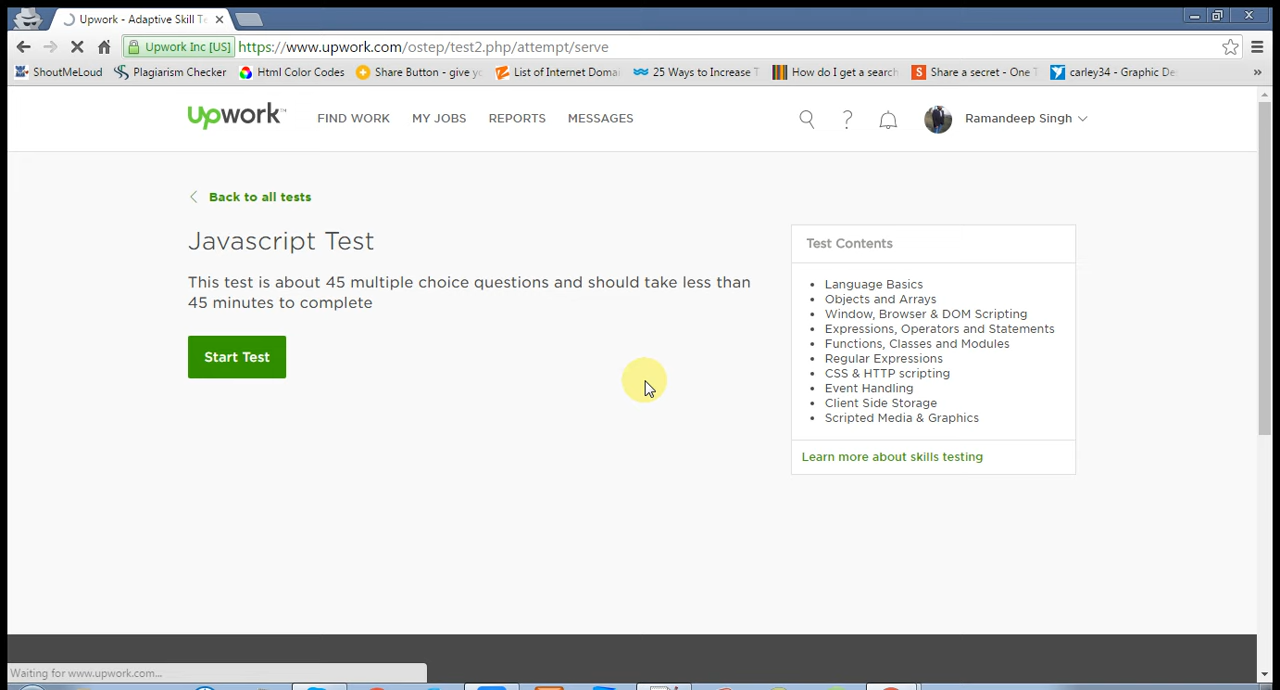 Upwork - Adaptive Skill Te
Upwork Inc [US]
https://www.upwork.com/ostep/test2.php/attempt/serve
ShoutMeLoud
Plagiarism Checker
Html Color Codes
Share Button - give yo
List of Internet Domai
25 Ways to Increase T
How do I get a search
Share a secret - One T
carley34 - Graphic De
»
upwork™
FIND WORK
MY JOBS
REPORTS
MESSAGES
?
Ramandeep Singh
Back to all tests
Javascript Test
This test is about 45 multiple choice questions and should take less than
45 minutes to complete
Start Test
Test Contents
• Language Basics
• Objects and Arrays
• Window, Browser & DOM Scripting
• Expressions, Operators and Statements
• Functions, Classes and Modules
• Regular Expressions
• CSS & HTTP scripting
• Event Handling
• Client Side Storage
• Scripted Media & Graphics
Learn more about skills testing
Waiting for www.upwork.com...